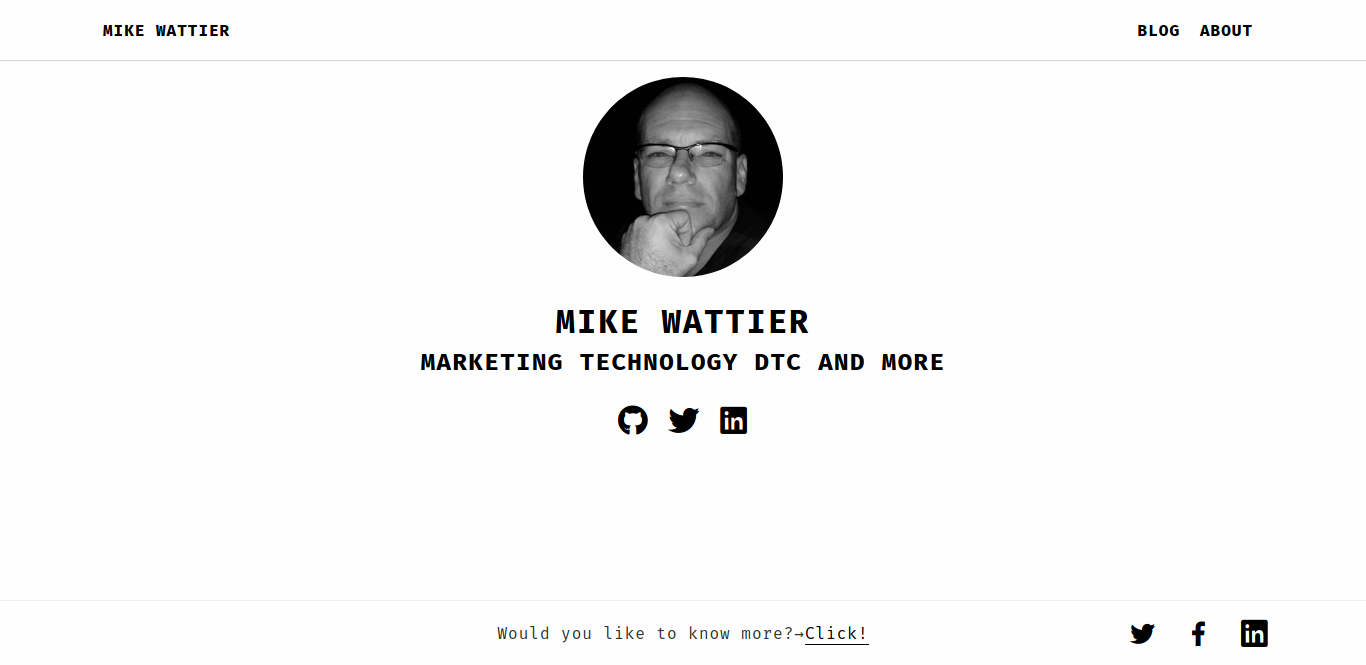 MIKE WATTIER
BLOG ABOUT
MIKE WATTIER
MARKETING TECHNOLOGY DTC AND MORE
Would you like to know more?→Click!